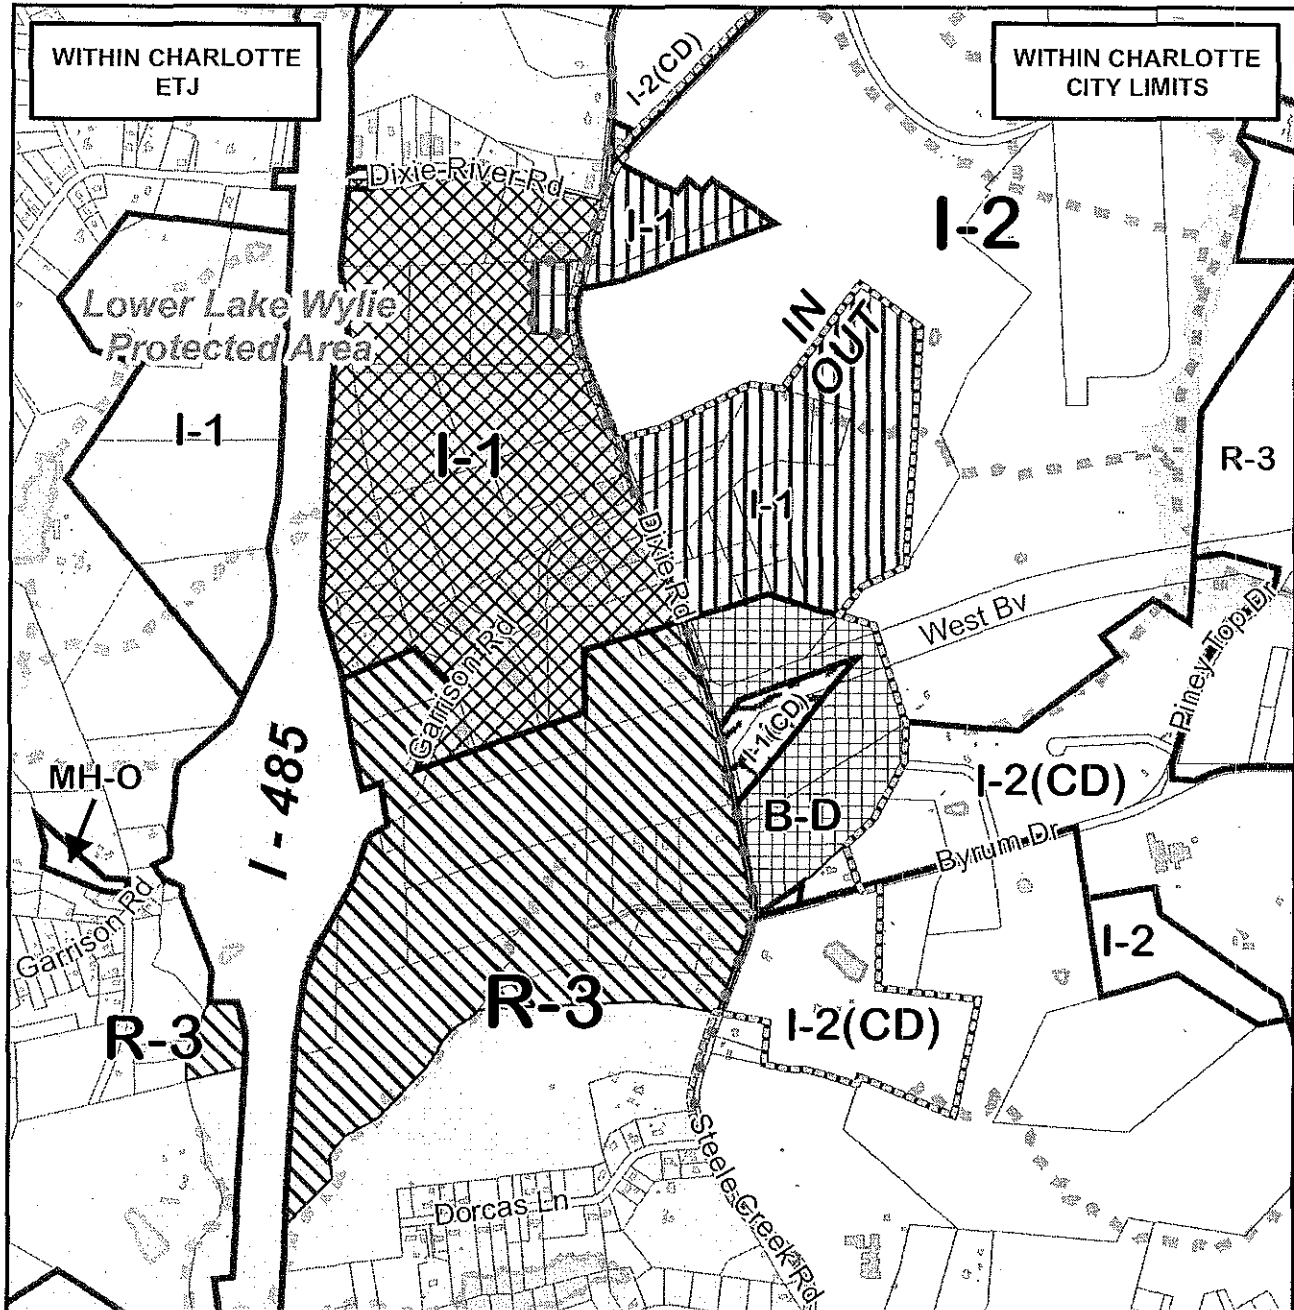 WITHIN CHARLOTTE
ETJ
I-2(CD)
WITHIN CHARLOTTE
CITY LIMITS
Dixie River Rd
I-1
I-2
Lower Lake Wylie
Protected Area
IN
OUT
I-1
I-1
R-3
I-1
Dixie Rd
Garrison Rd
West Bv
Piney Top Dr
I-1(CD)
I-485
MH-O
I-2(CD)
B-D
Byrum Dr
Garrison Rd
I-2
R-3
R-3
I-2(CD)
Dorcas Ln
Steele Creek Rd